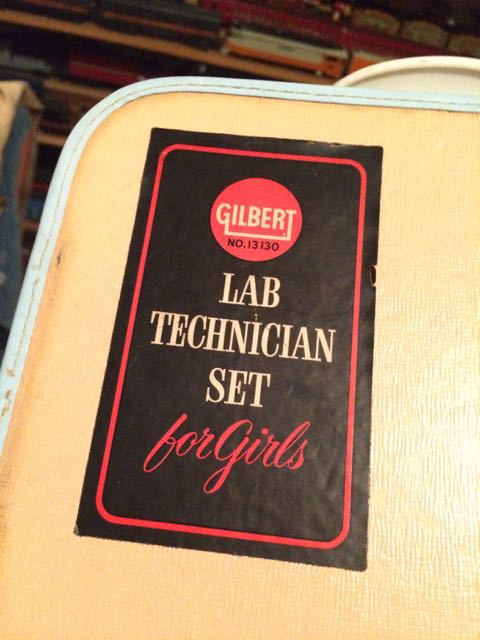 GILBERT
NO. 13130
LAB
TECHNICIAN
SET
for Girls